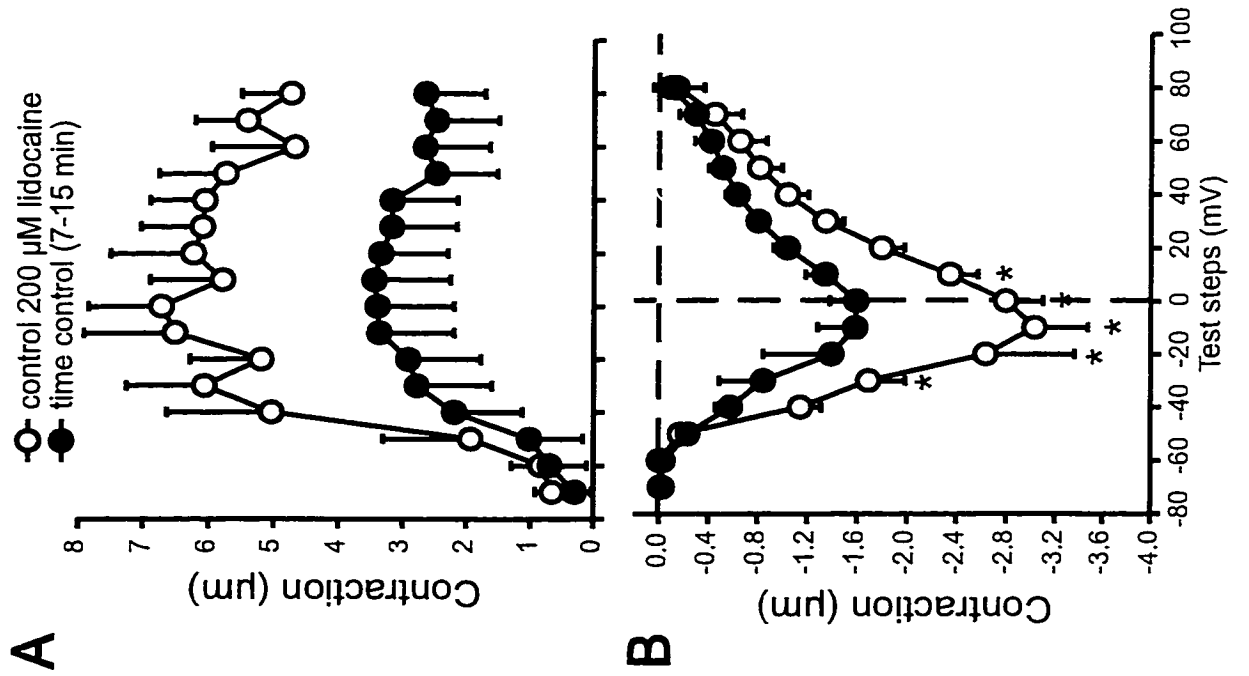 A
control 200 µM lidocaine
time control (7-15 min)
Contraction (µm)
8
7
6
5
4
3
2
1
0
B
Contraction (µm)
0.0
-0.4
-0.8
-1.2
-1.6
-2.0
-2.4
-2.8
-3.2
-3.6
-4.0
* * * * *
-80 -60 -40 -20 0 20 40 60 80 100
Test steps (mV)